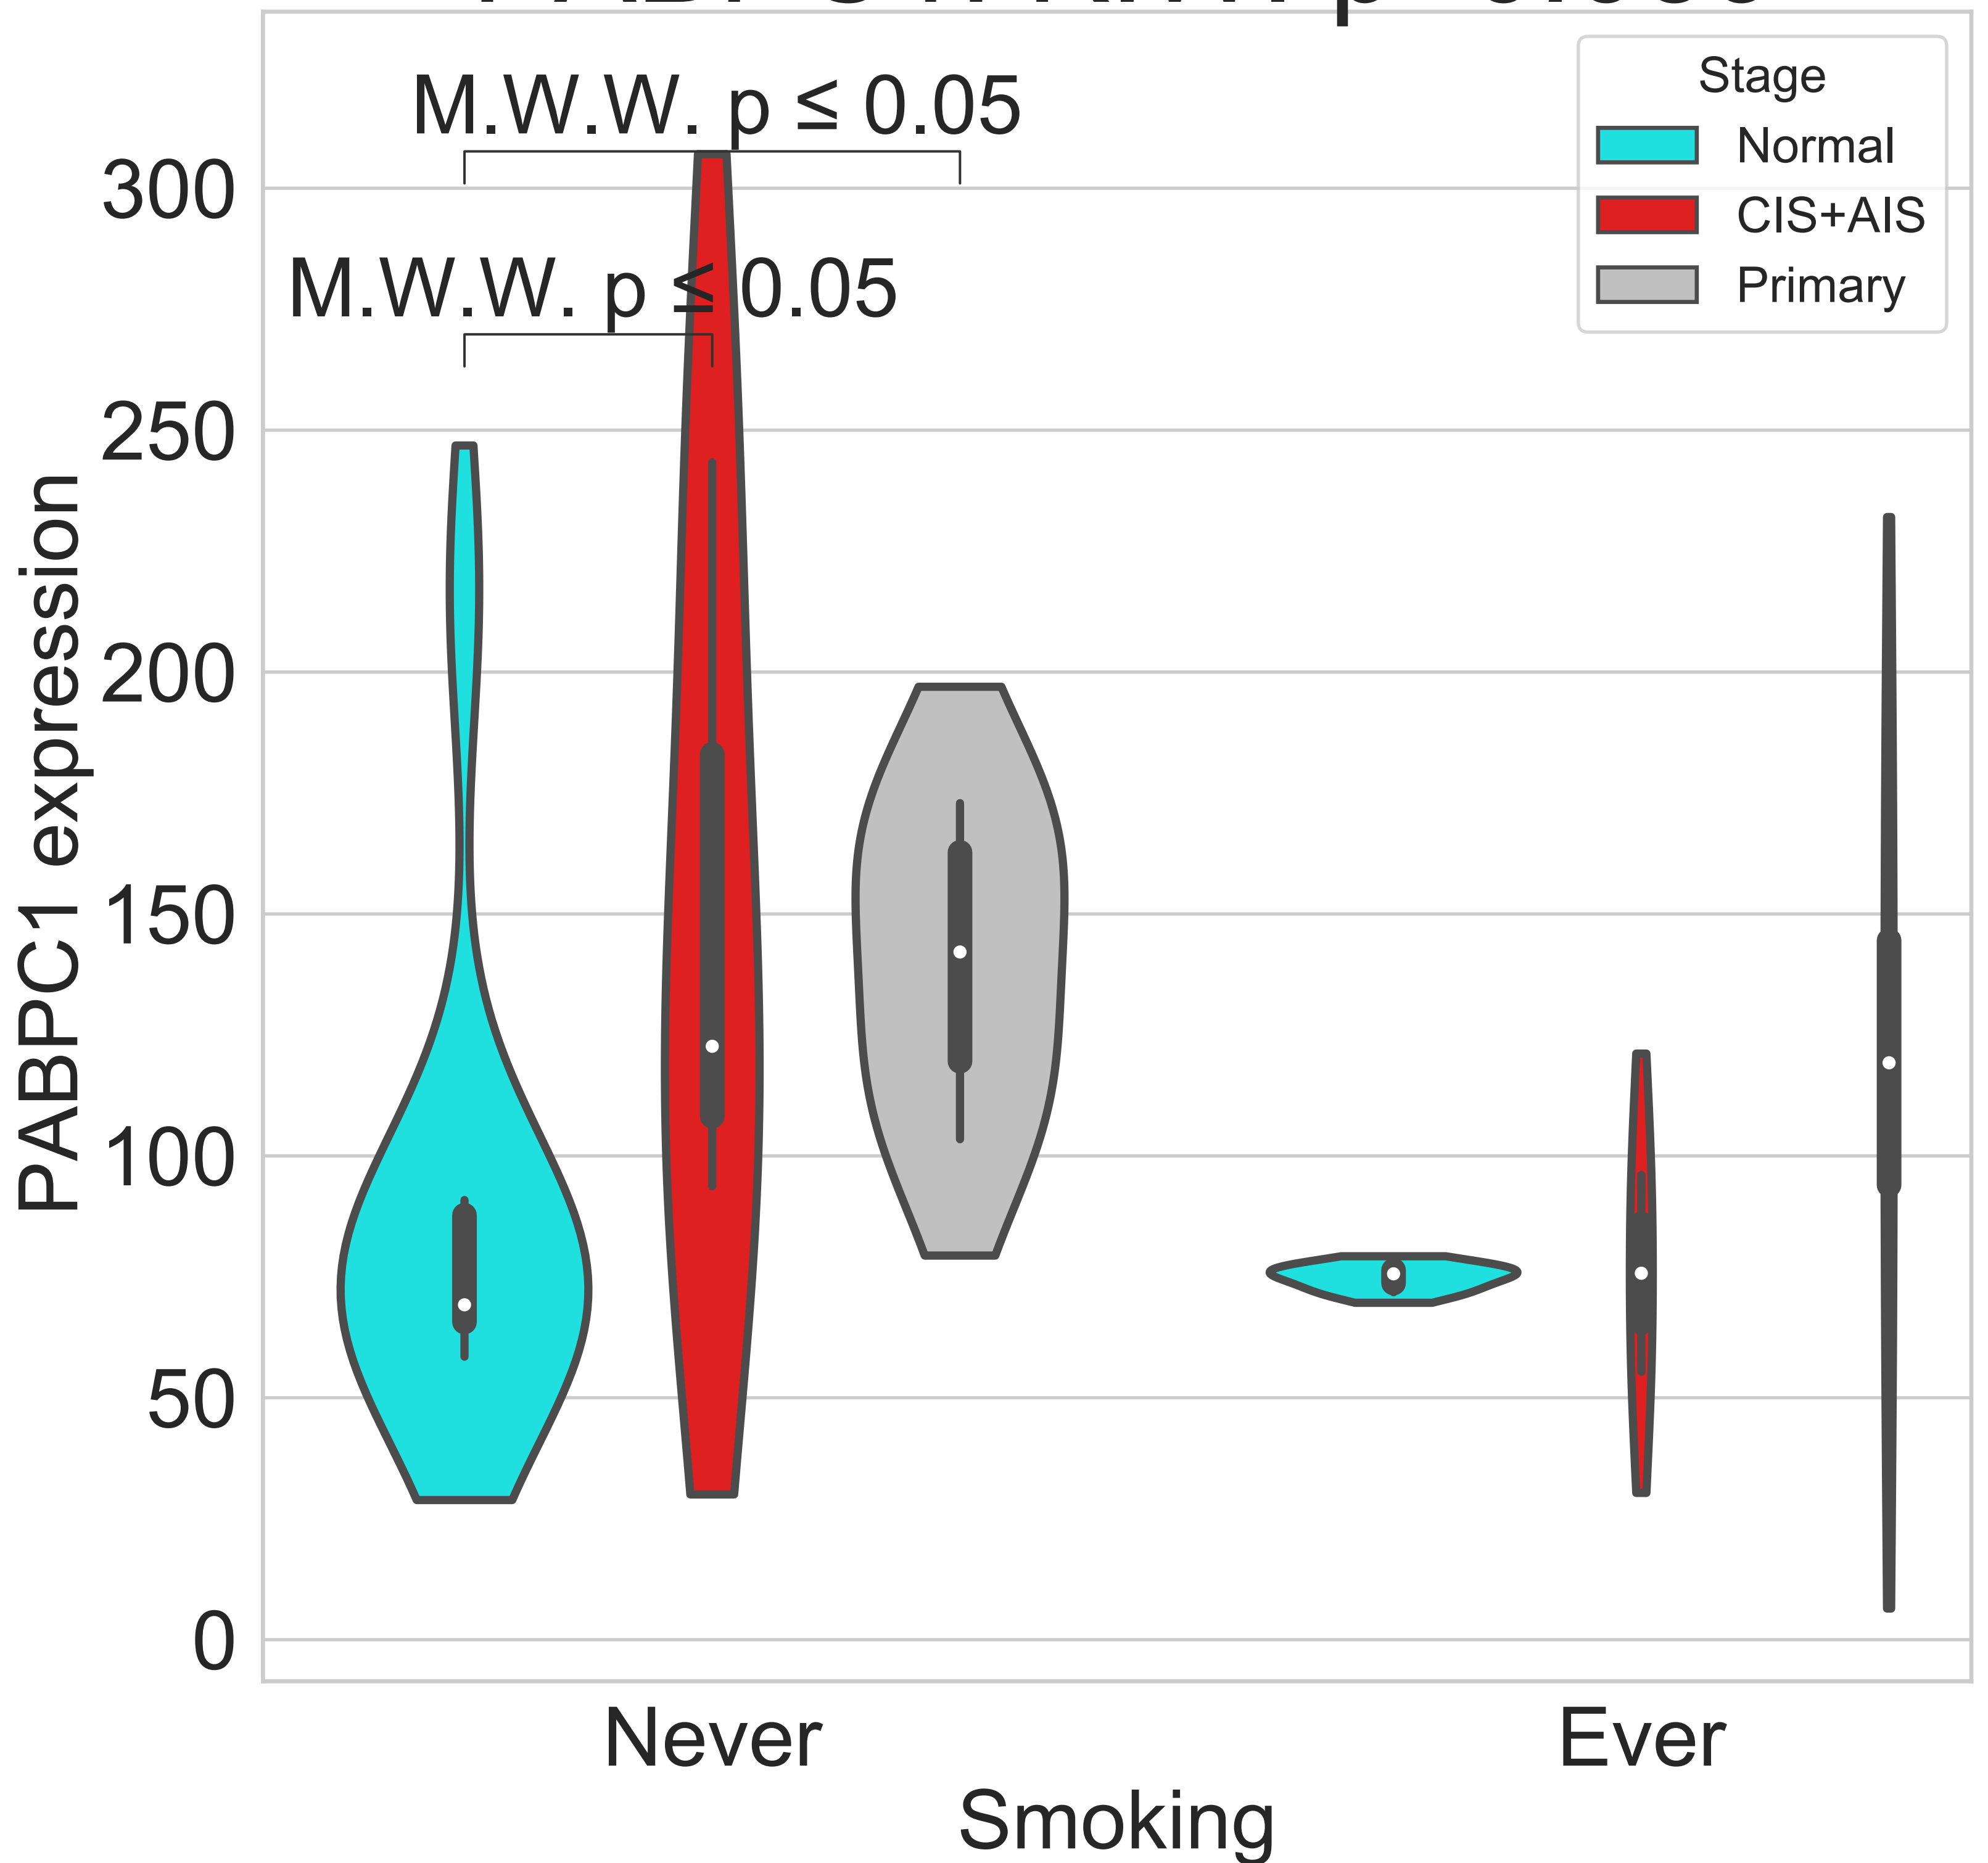 M.W.W. p ≤ 0.05
M.W.W. p ≤ 0.05
Stage
Normal
CIS+AIS
Primary
300
250
200
150
100
50
0
PABPC1 expression
Never
Ever
Smoking